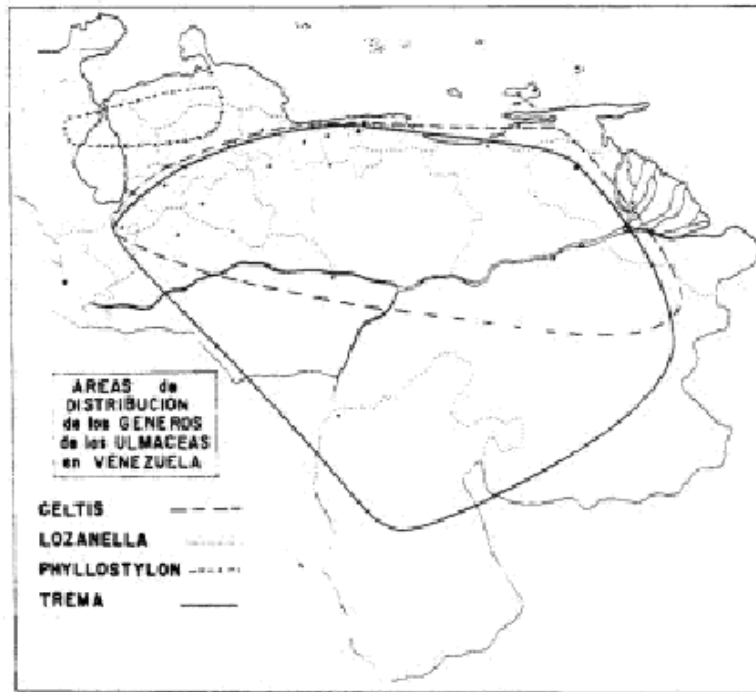 AREAS de
DISTRIBUCION
de los GENEROS
de las ULMACEAS
en VENEZUELA
CELTIS
LOZANELLA
PHYLLOSTYLON
TREMA